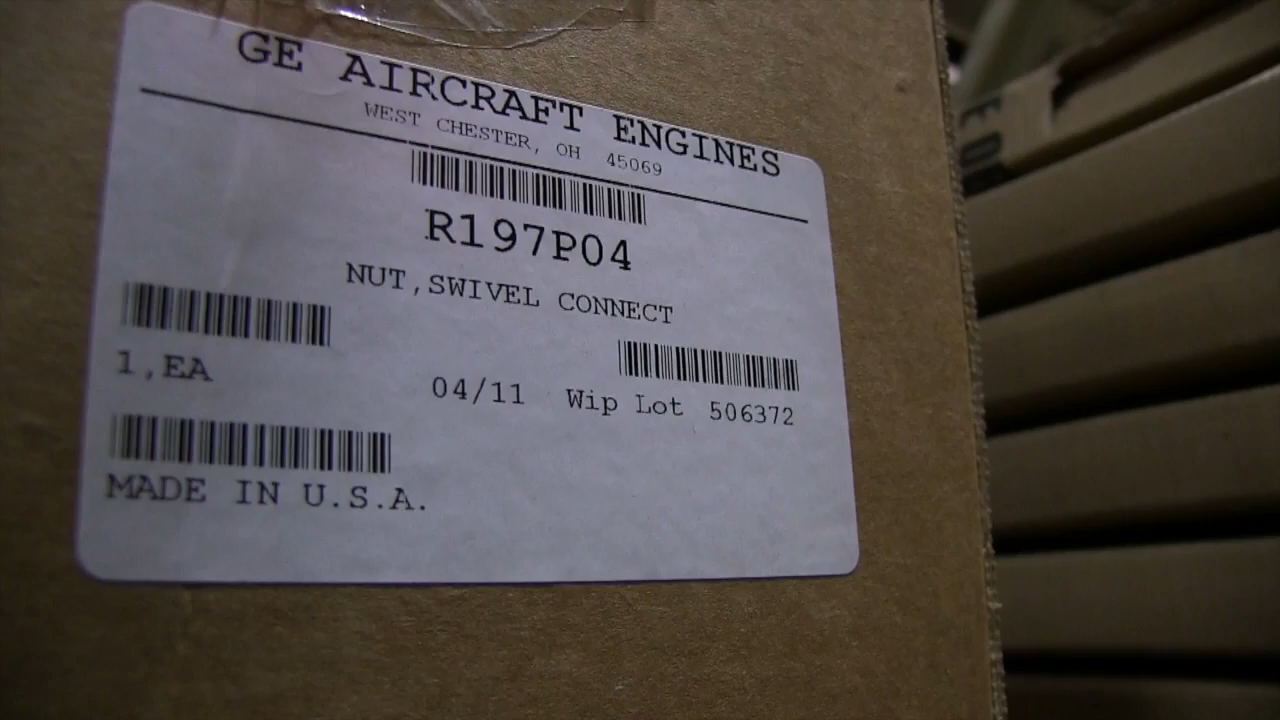 GE AIRCRAFT ENGINES
WEST CHESTER, OH 45069
R197P04
NUT,SWIVEL CONNECT
1,EA
04/11 Wip Lot 506372
MADE IN U.S.A.